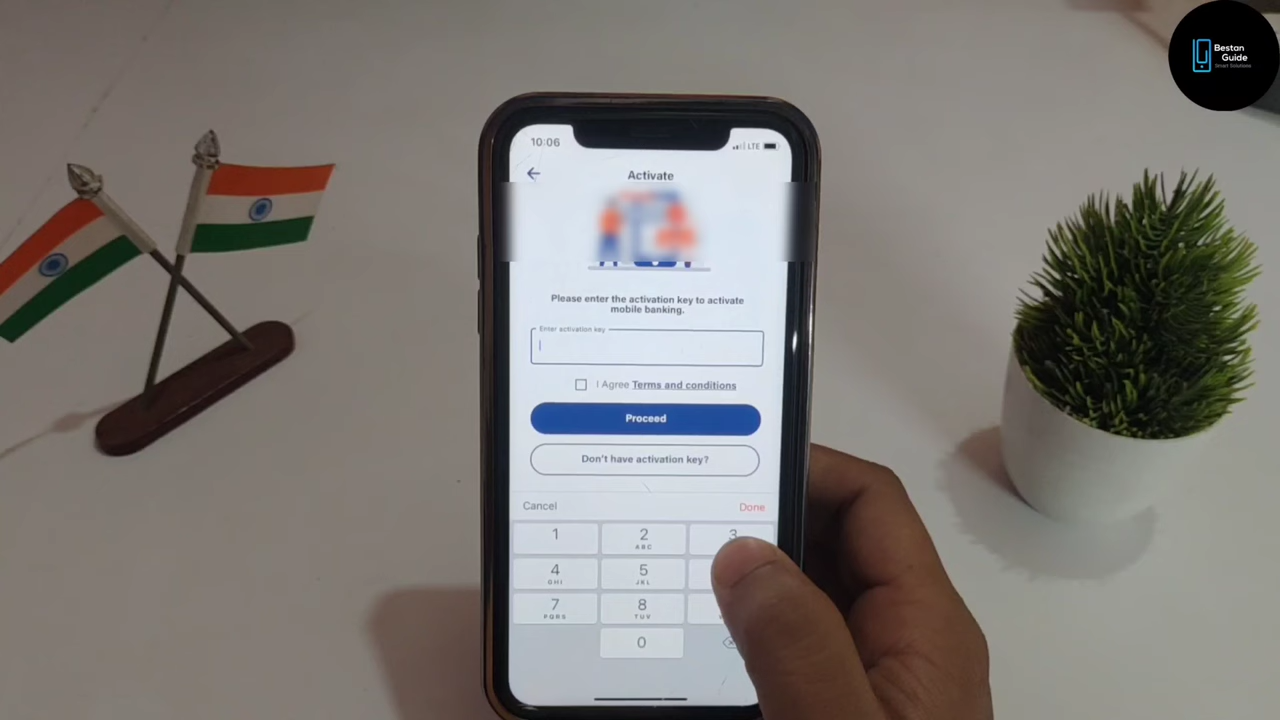 Bestan
Guide
Smart Solutions
10:06
LTE
Activate
Please enter the activation key to activate
mobile banking.
Enter activation key
I Agree Terms and conditions
Proceed
Don't have activation key?
Cancel
Done
1
2
ABC
3
4
GHI
5
JKL
7
PQRS
8
TUV
0